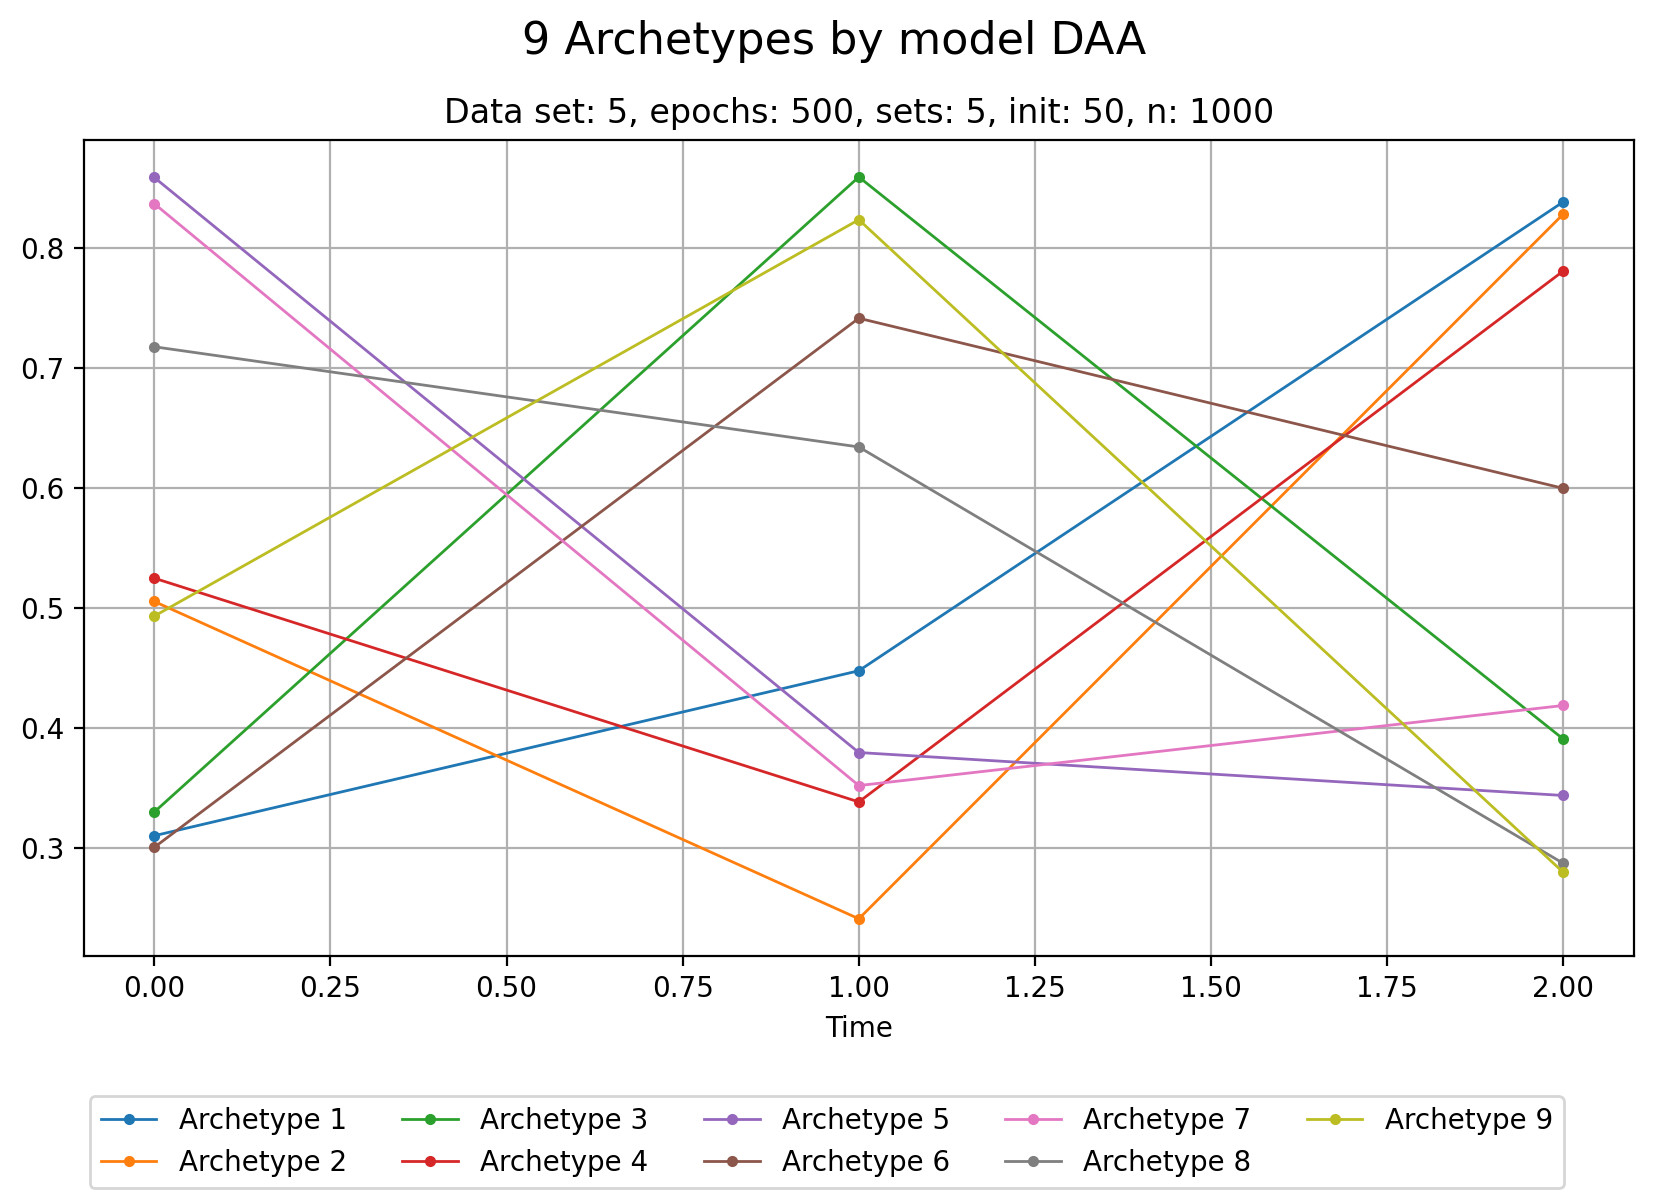 9 Archetypes by model DAA
Data set: 5, epochs: 500, sets: 5, init: 50, n: 1000
0.8
0.7
0.6
0.5
0.4
0.3
0.00 0.25 0.50 0.75 1.00 1.25 1.50 1.75 2.00
Time
Archetype 1 Archetype 3 Archetype 5 Archetype 7 Archetype 9
Archetype 2 Archetype 4 Archetype 6 Archetype 8